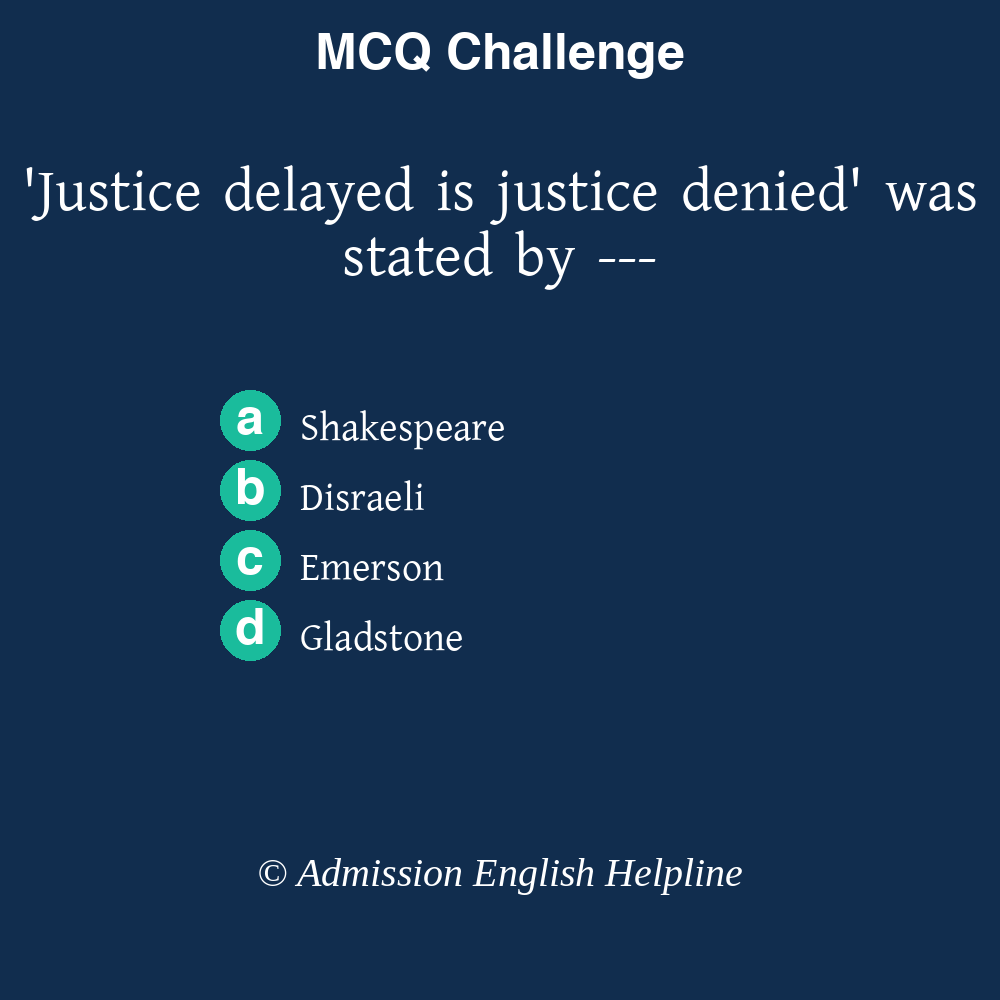 MCQ Challenge
'Justice delayed is justice denied' was
stated by ---
a Shakespeare
b Disraeli
c Emerson
d Gladstone
© Admission English Helpline